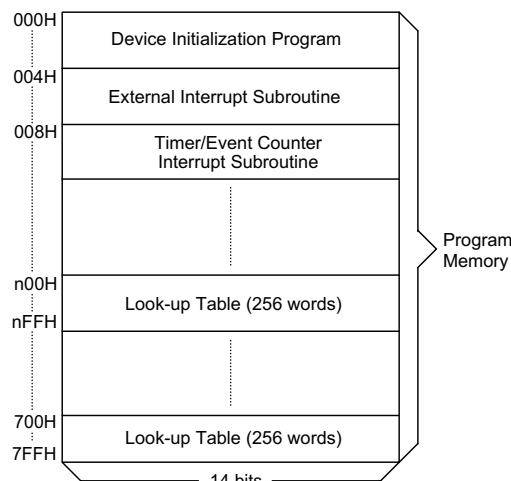 000H
Device Initialization Program
004H
External Interrupt Subroutine
008H
Timer/Event Counter
Interrupt Subroutine
Program
Memory
n00H
Look-up Table (256 words)
nFFH
700H
Look-up Table (256 words)
7FFH
14 bits